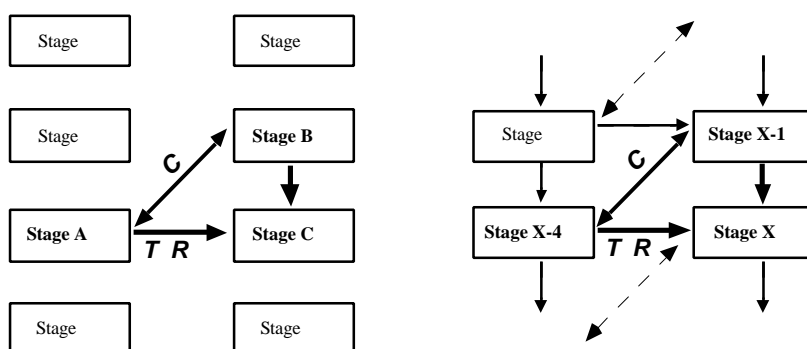 Stage
Stage
Stage
Stage B
C
Stage A
Stage C
T R
Stage
Stage
Stage
Stage X-1
C
Stage X-4
Stage X
T R